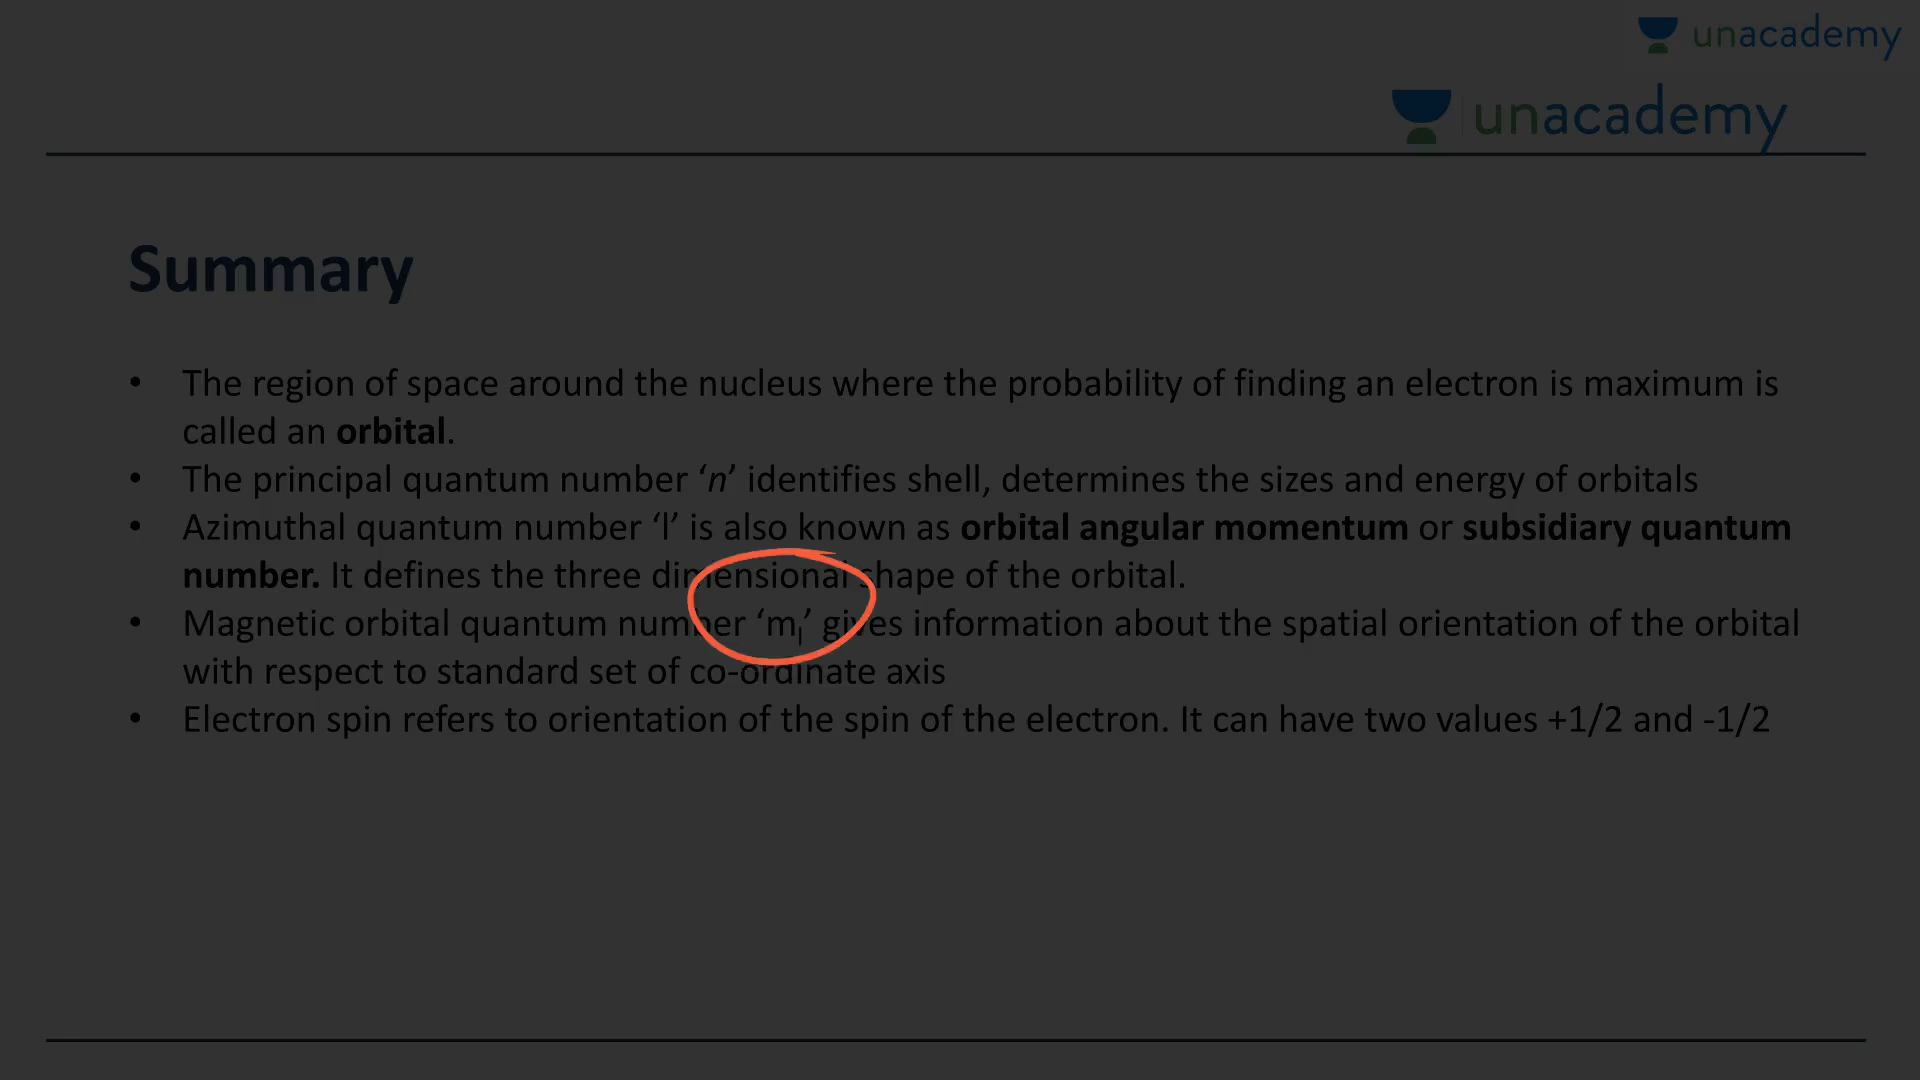 unacademy
unacademy
Summary
• The region of space around the nucleus where the probability of finding an electron is maximum is
called an orbital.
• The principal quantum number ‘n’ identifies shell, determines the sizes and energy of orbitals
• Azimuthal quantum number ‘l’ is also known as orbital angular momentum or subsidiary quantum
number. It defines the three dimensional shape of the orbital.
• Magnetic orbital quantum number ‘mₗ’ gives information about the spatial orientation of the orbital
with respect to standard set of co-ordinate axis
• Electron spin refers to orientation of the spin of the electron. It can have two values +1/2 and -1/2